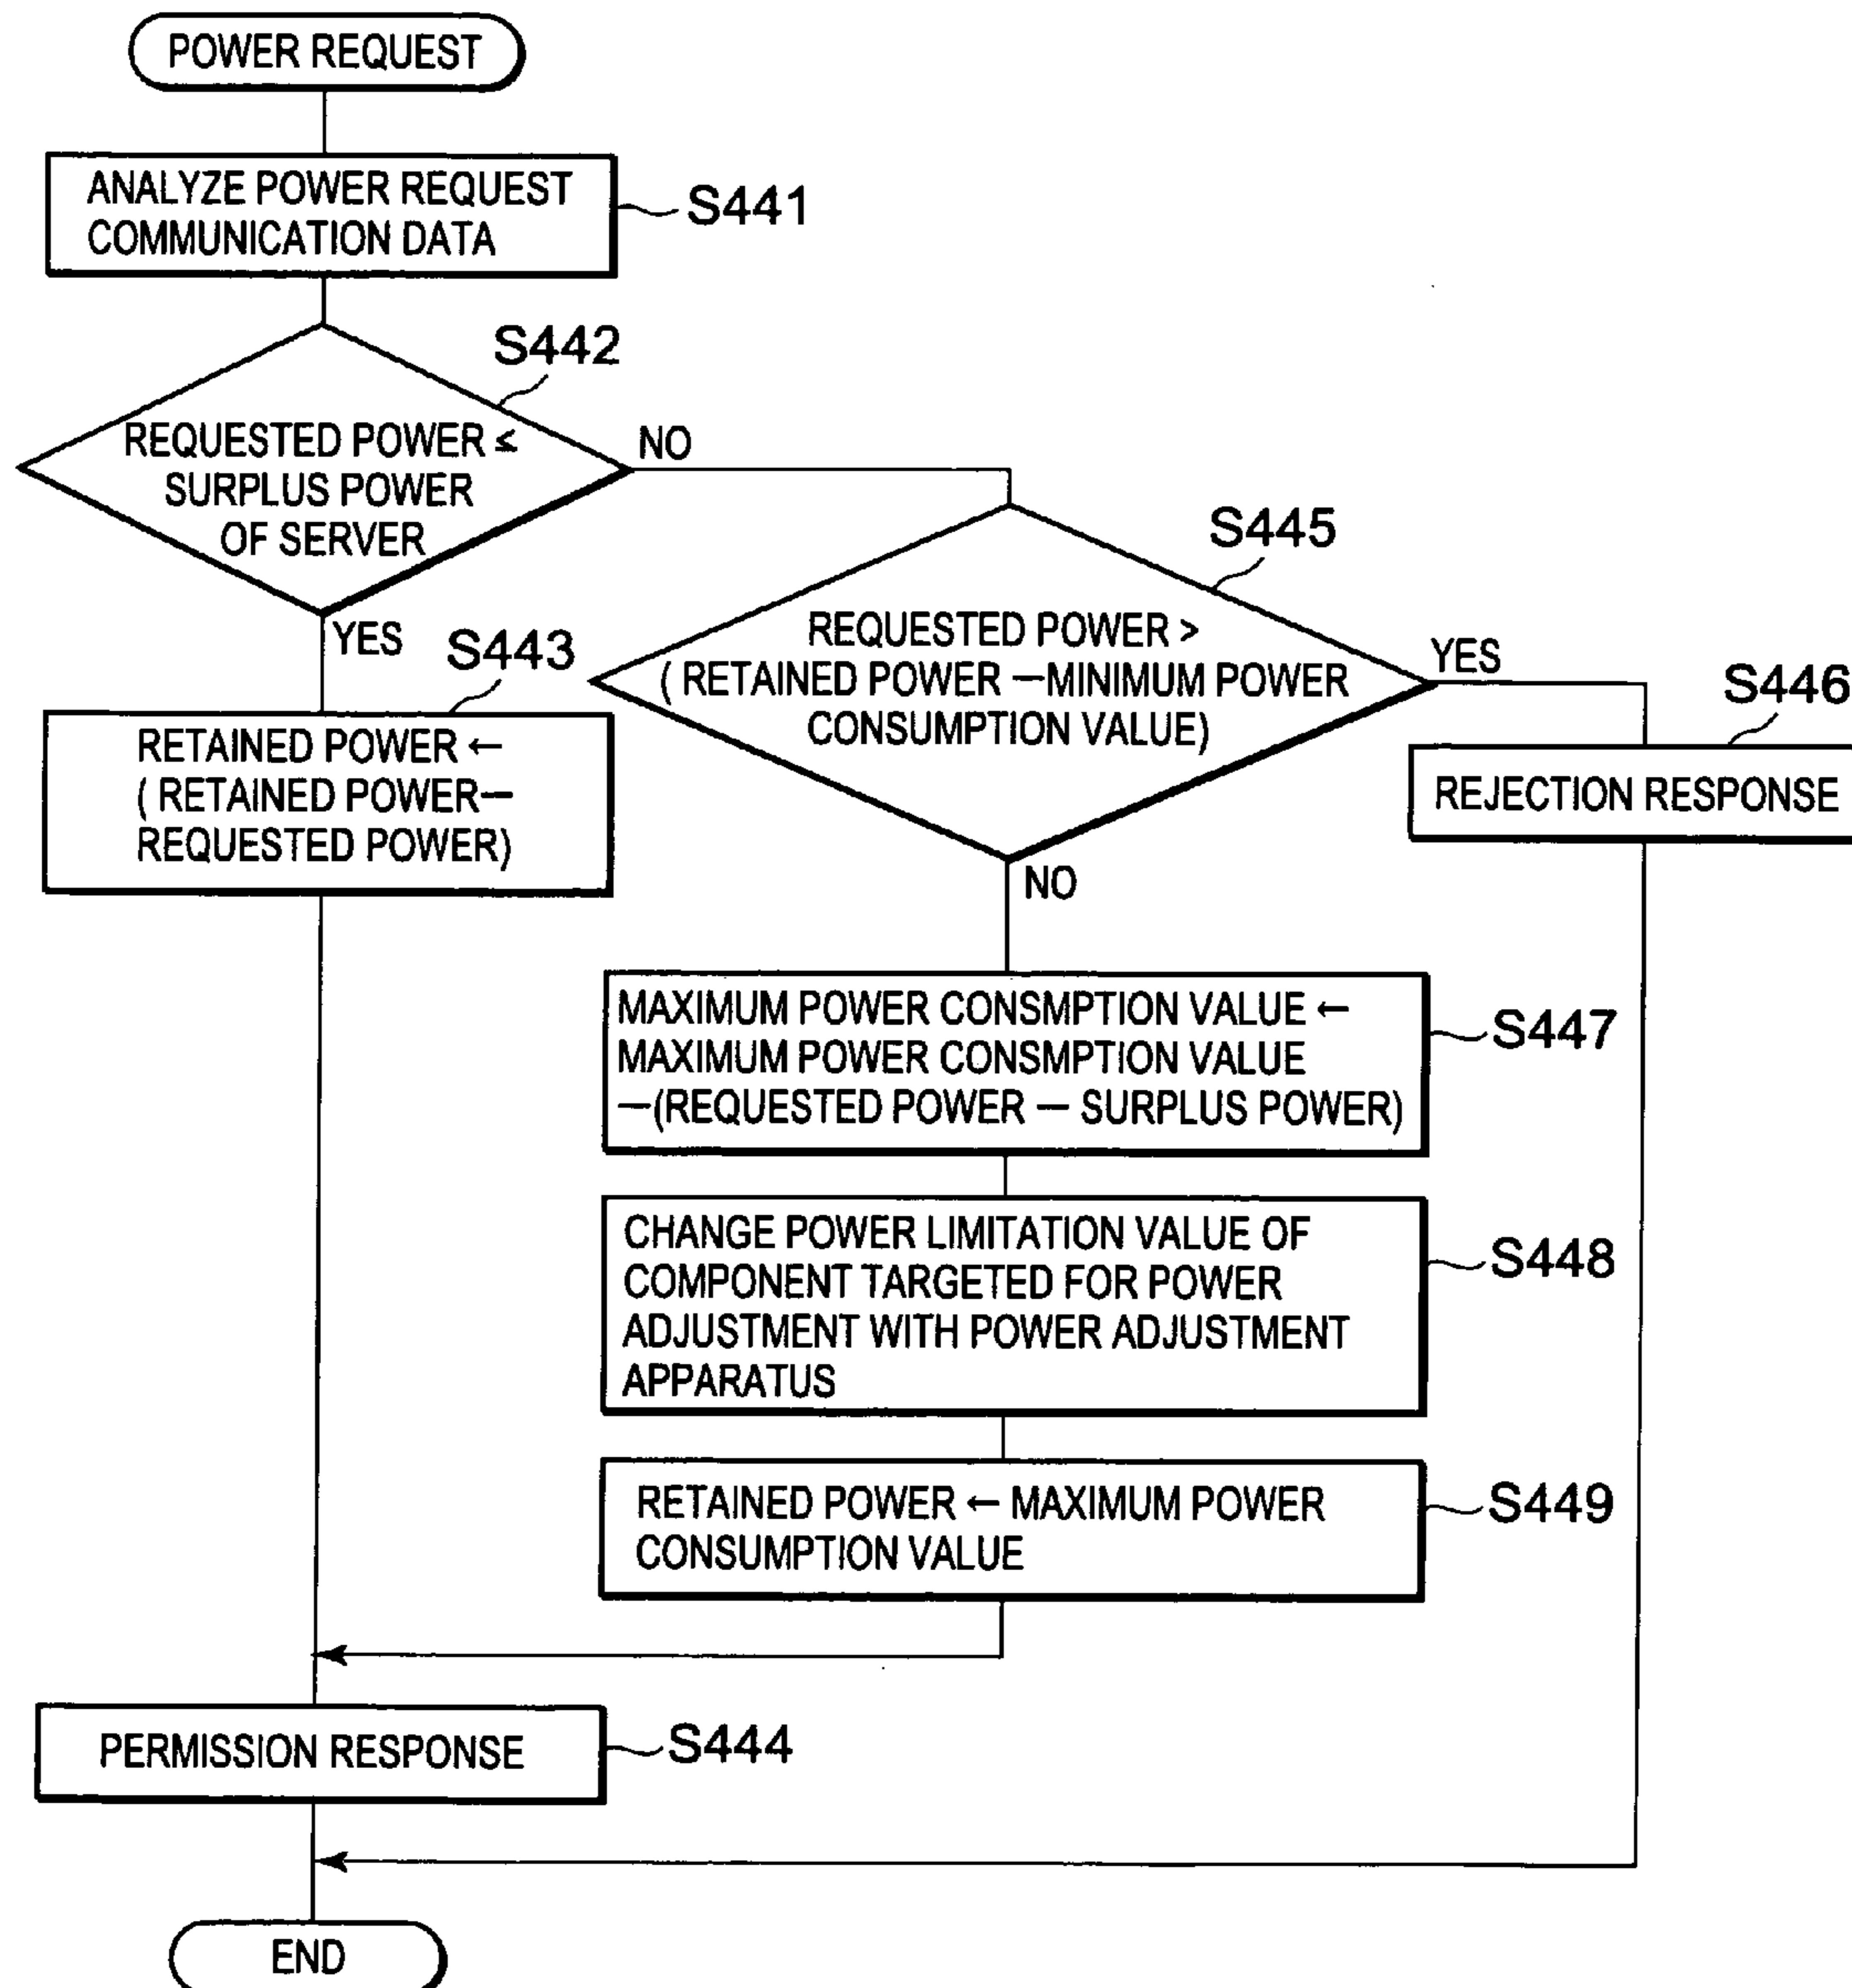 POWER REQUEST
ANALYZE POWER REQUEST
COMMUNICATION DATA
S441
S442
REQUESTED POWER ≤
SURPLUS POWER
OF SERVER
NO
YES
S443
RETAINED POWER ←
( RETAINED POWER—
REQUESTED POWER)
S445
REQUESTED POWER >
( RETAINED POWER —MINIMUM POWER
CONSUMPTION VALUE)
YES
S446
REJECTION RESPONSE
NO
MAXIMUM POWER CONSMPTION VALUE ←
MAXIMUM POWER CONSMPTION VALUE
—(REQUESTED POWER — SURPLUS POWER)
S447
CHANGE POWER LIMITATION VALUE OF
COMPONENT TARGETED FOR POWER
ADJUSTMENT WITH POWER ADJUSTMENT
APPARATUS
S448
RETAINED POWER ← MAXIMUM POWER
CONSUMPTION VALUE
S449
PERMISSION RESPONSE
S444
END